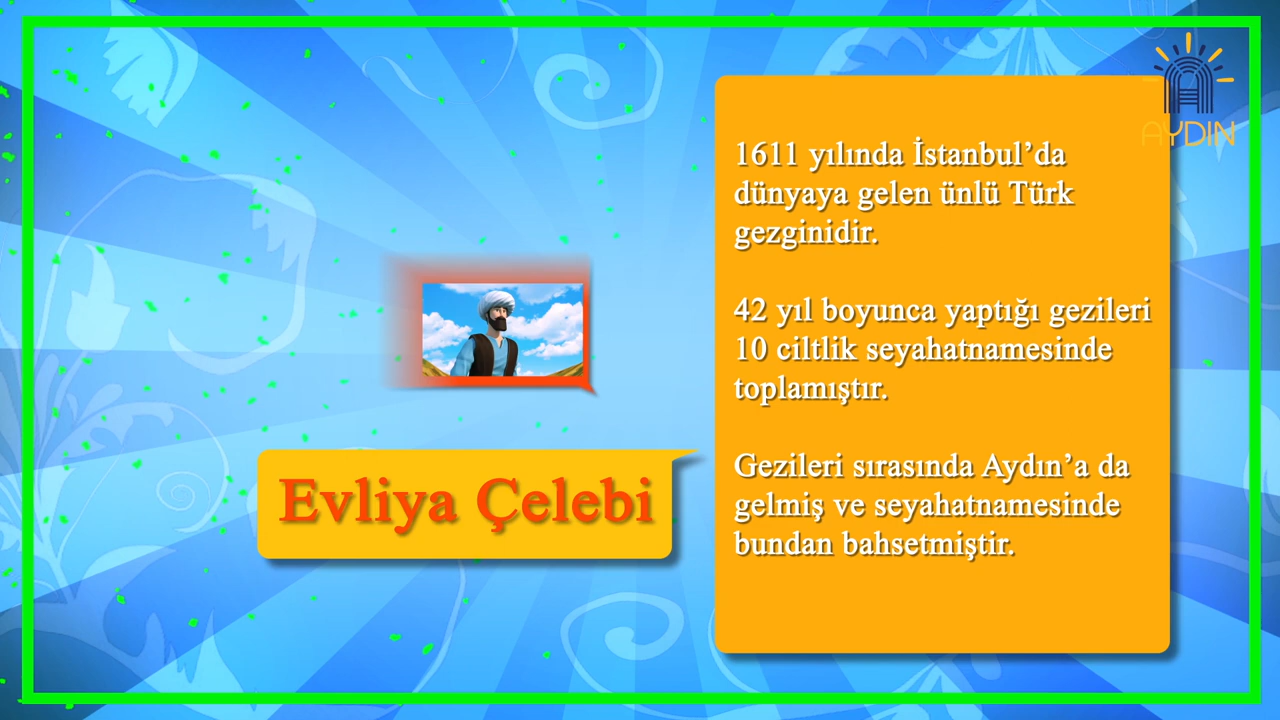 AYDIN
1611 yılında İstanbul’da
dünyaya gelen ünlü Türk
gezginidir.
42 yıl boyunca yaptığı gezileri
10 ciltlik seyahatnamesinde
toplamıştır.
Gezileri sırasında Aydın’a da
gelmiş ve seyahatnamesinde
bundan bahsetmiştir.
Evliya Çelebi